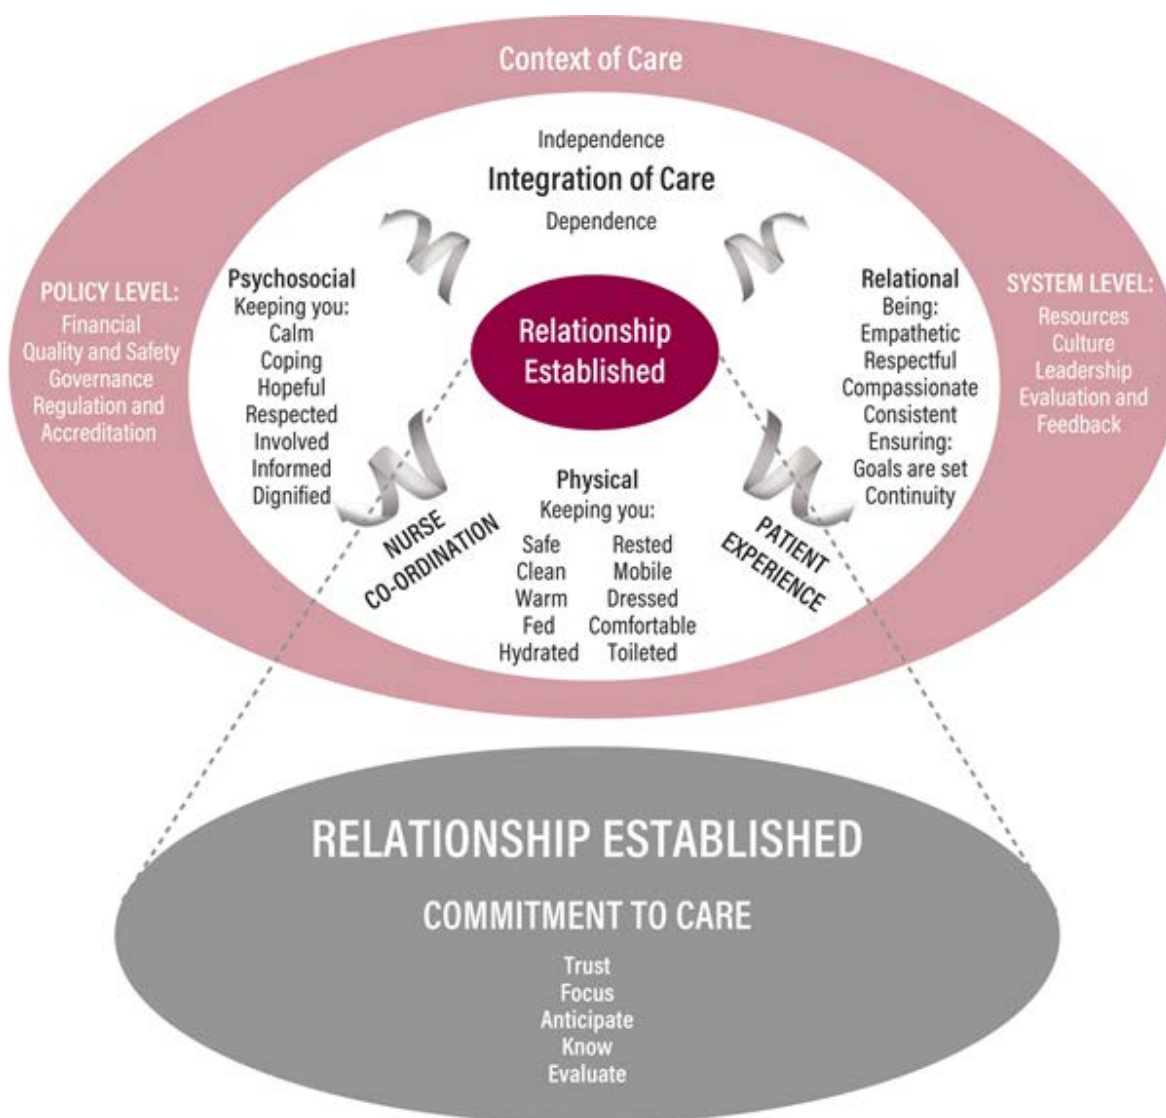 Context of Care
Independence
Integration of Care
Dependence
POLICY LEVEL:
Financial
Quality and Safety
Governance
Regulation and
Accreditation
Psychosocial
Keeping you:
Calm
Coping
Hopeful
Respected
Involved
Informed
Dignified
Relationship
Established
Relational
Being:
Empathetic
Respectful
Compassionate
Consistent
Ensuring:
Goals are set
Continuity
SYSTEM LEVEL:
Resources
Culture
Leadership
Evaluation and
Feedback
NURSE
CO-ORDINATION
Physical
Keeping you:
Safe Rested
Clean Mobile
Warm Dressed
Fed Comfortable
Hydrated Toileted
PATIENT
EXPERIENCE
RELATIONSHIP ESTABLISHED
COMMITMENT TO CARE
Trust
Focus
Anticipate
Know
Evaluate